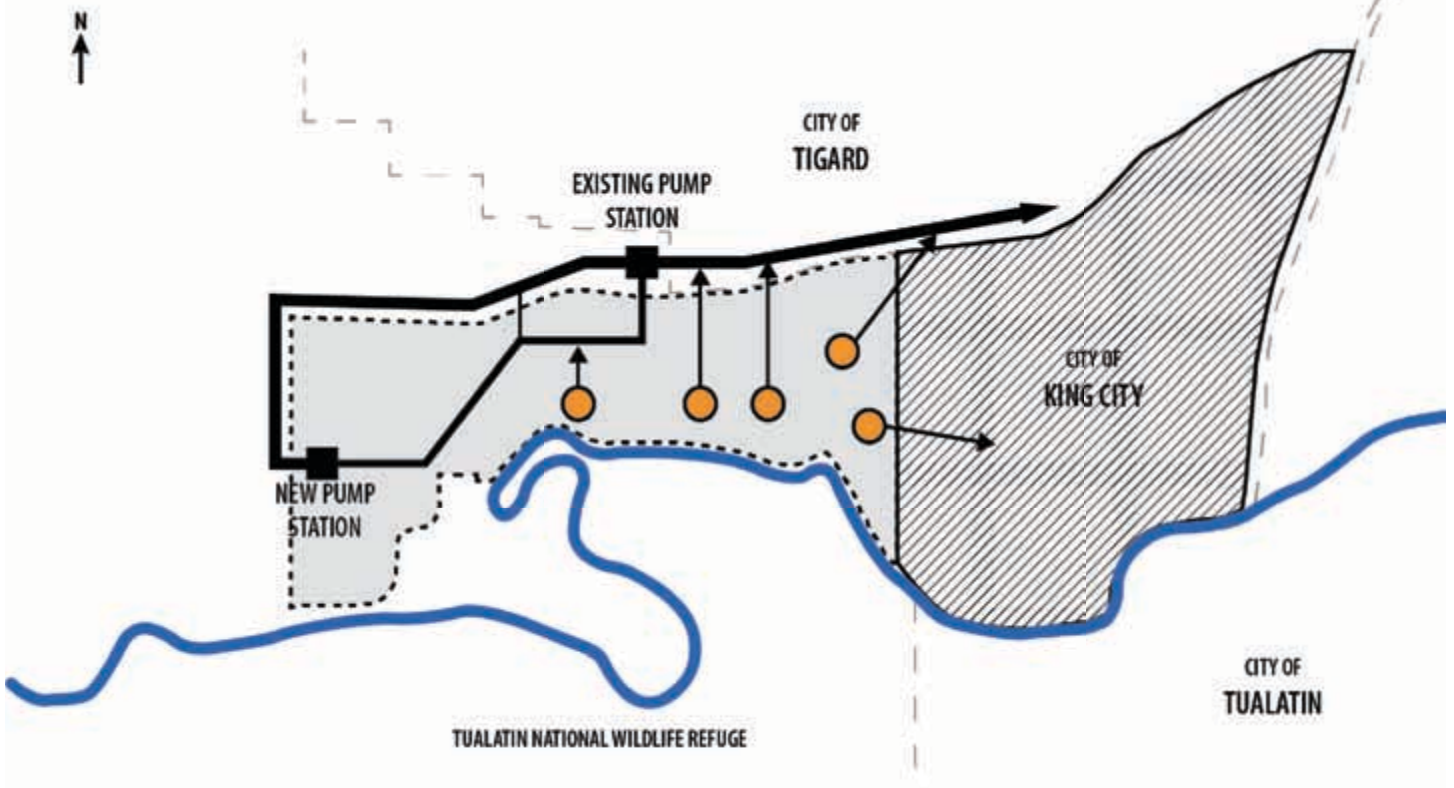 N
CITY OF
TIGARD
EXISTING PUMP
STATION
CITY OF
KING CITY
NEW PUMP
STATION
CITY OF
TUALATIN
TUALATIN NATIONAL WILDLIFE REFUGE